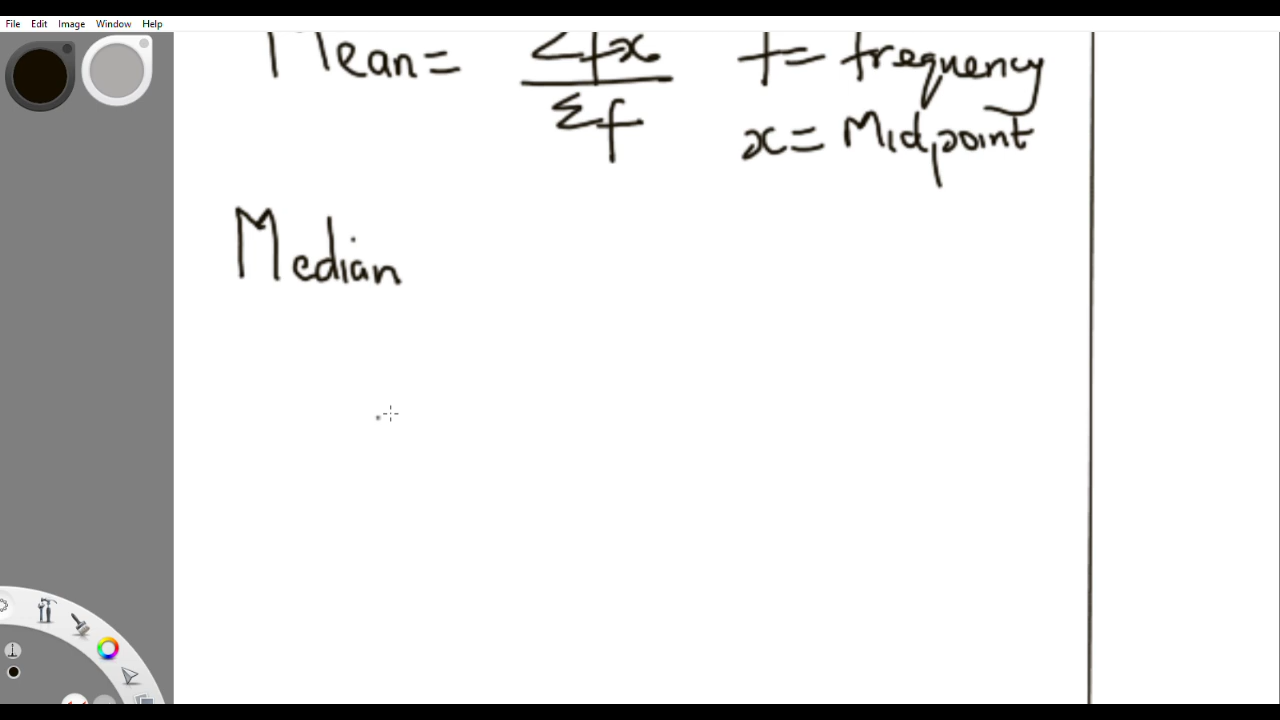 File Edit Image Window Help
Mean = Σfx / Σf f = frequency
x = Midpoint
Median